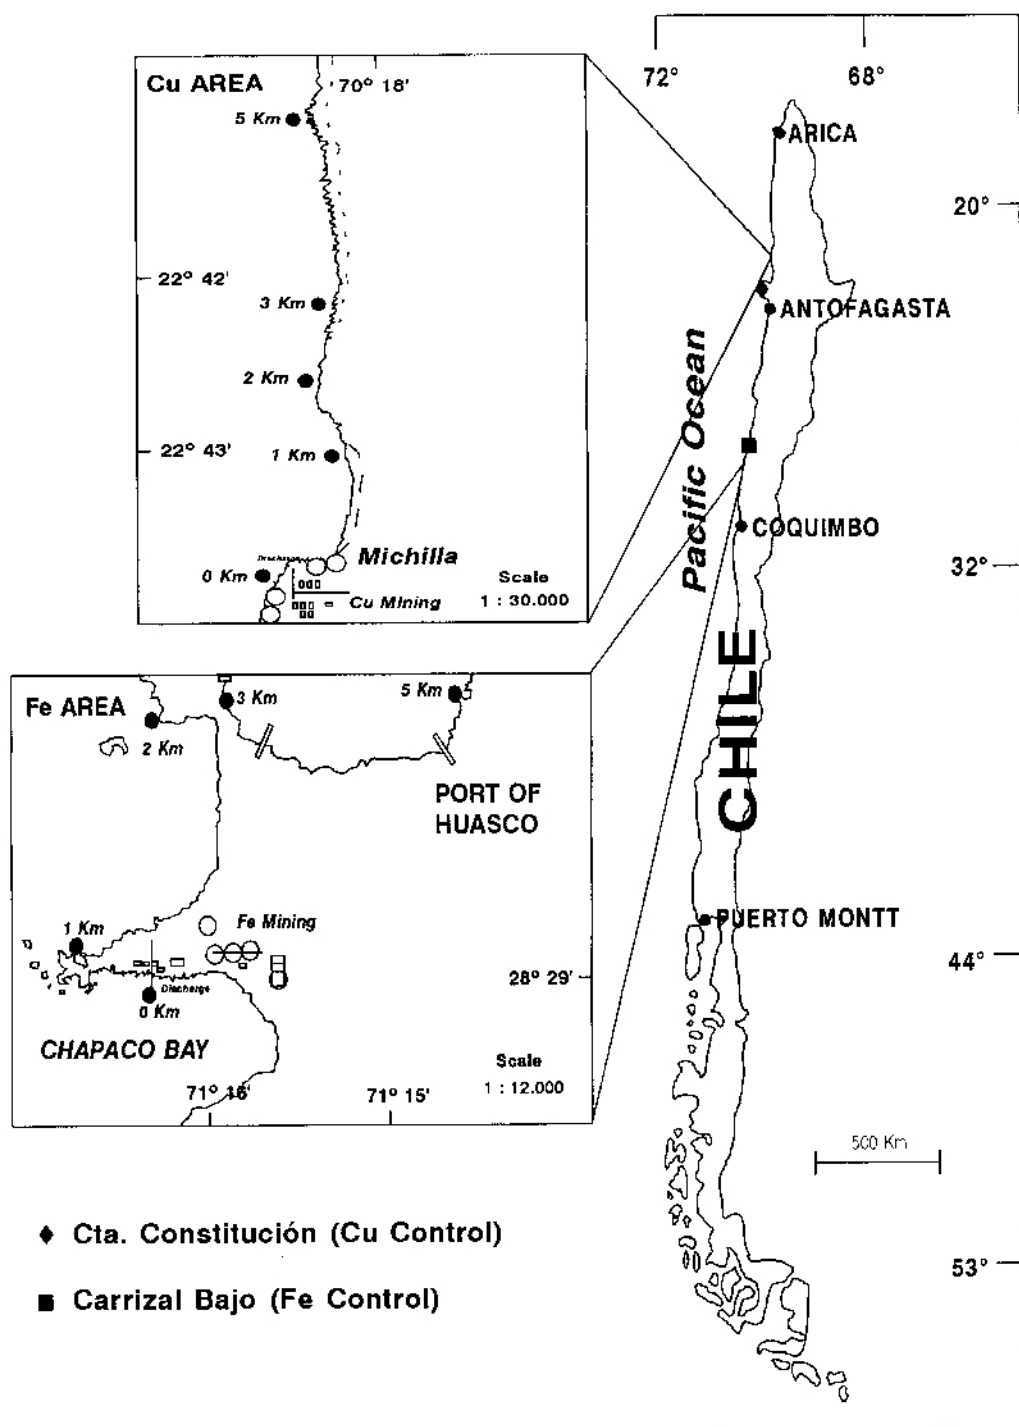 Cu AREA
70° 18'
5 Km
22° 42'
3 Km
2 Km
22° 43'
1 Km
Discharge
Michilla
0 Km
Cu Mining
Scale
1 : 30.000
Fe AREA
3 Km
5 Km
2 Km
PORT OF
HUASCO
1 Km
Fe Mining
28° 29'
Discharge
0 Km
CHAPACO BAY
Scale
1 : 12.000
71° 16'
71° 15'
72°
68°
ARICA
20°
ANTOFAGASTA
Pacific Ocean
COQUIMBO
32°
CHILE
PUERTO MONTT
44°
500 Km
53°
Cta. Constitución (Cu Control)
Carrizal Bajo (Fe Control)